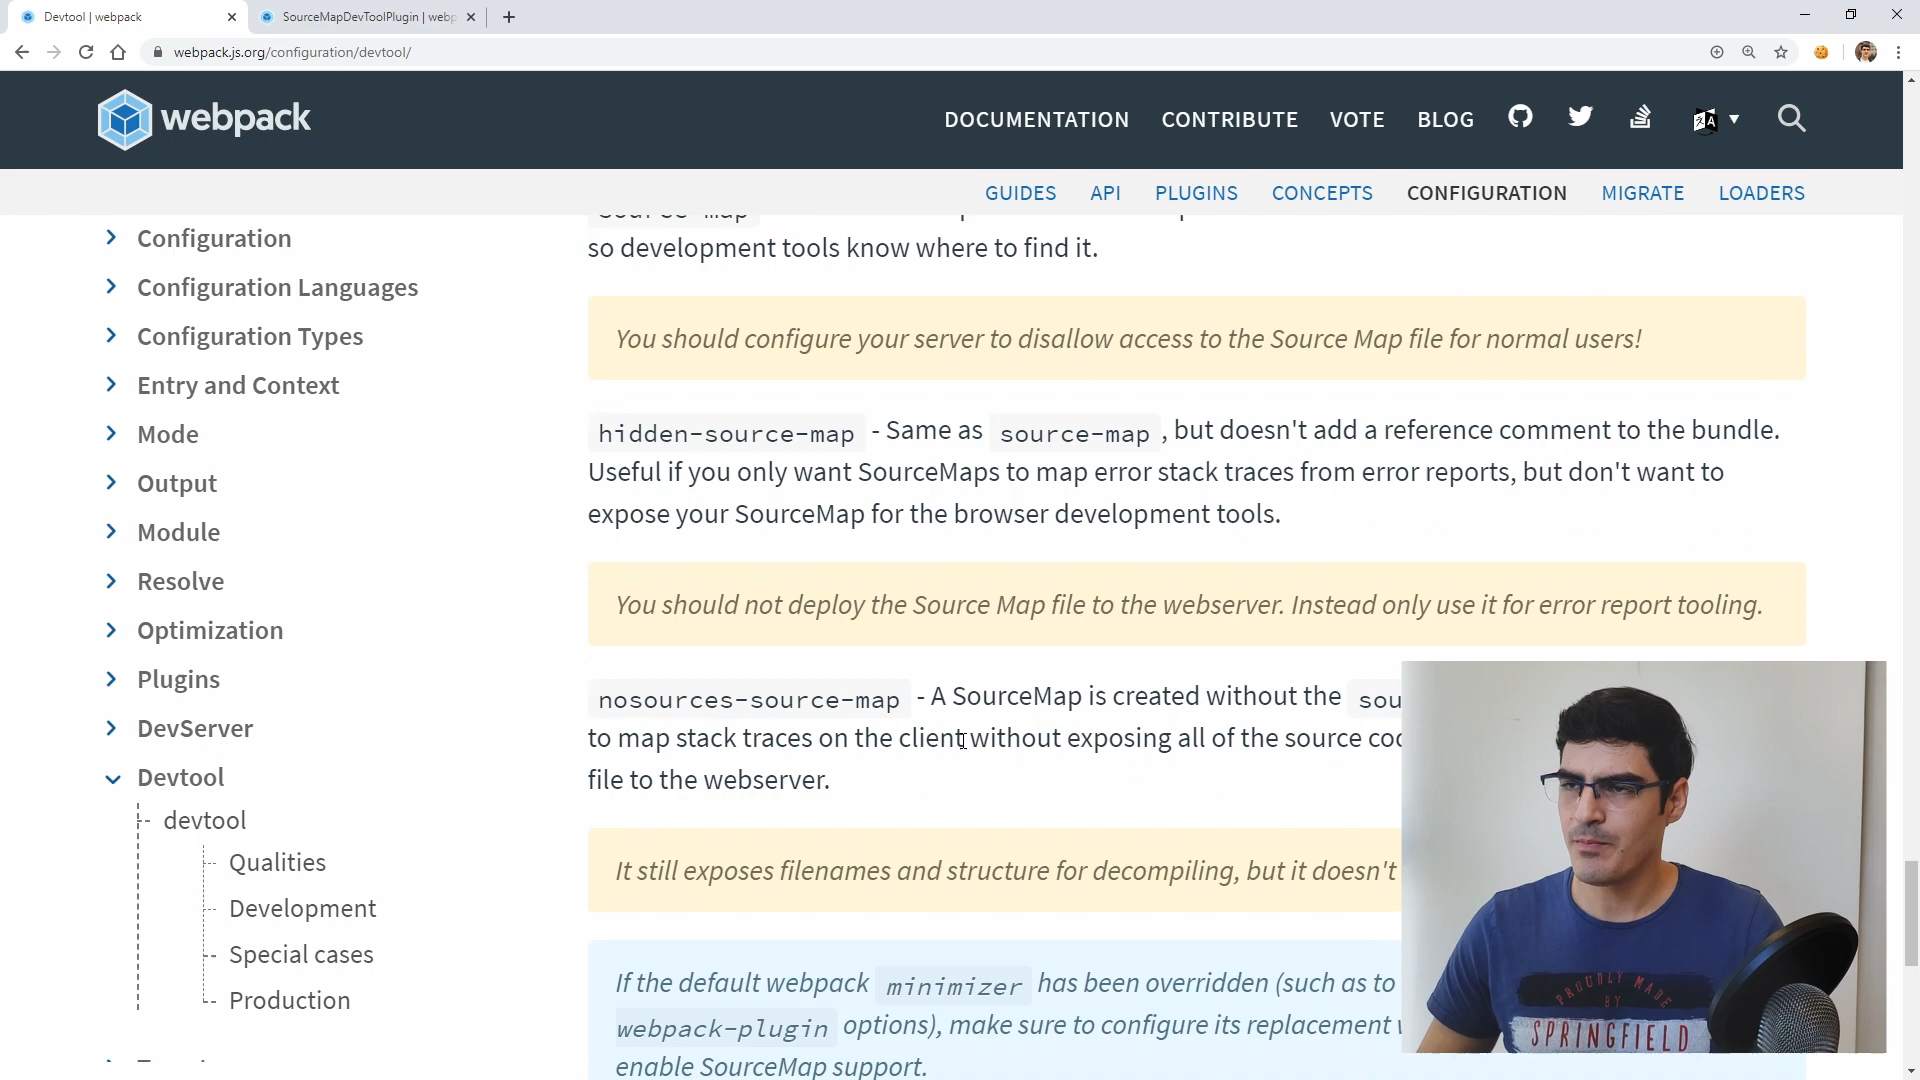 Devtool | webpack
SourceMapDevToolPlugin | webp
webpack.js.org/configuration/devtool/
webpack
DOCUMENTATION CONTRIBUTE VOTE BLOG
GUIDES API PLUGINS CONCEPTS CONFIGURATION MIGRATE LOADERS
Configuration
Configuration Languages
Configuration Types
Entry and Context
Mode
Output
Module
Resolve
Optimization
Plugins
DevServer
Devtool
devtool
Qualities
Development
Special cases
Production
source-map
so development tools know where to find it.
You should configure your server to disallow access to the Source Map file for normal users!
hidden-source-map - Same as source-map , but doesn't add a reference comment to the bundle.
Useful if you only want SourceMaps to map error stack traces from error reports, but don't want to
expose your SourceMap for the browser development tools.
You should not deploy the Source Map file to the webserver. Instead only use it for error report tooling.
nosources-source-map - A SourceMap is created without the sou
to map stack traces on the client without exposing all of the source coc
file to the webserver.
It still exposes filenames and structure for decompiling, but it doesn't
If the default webpack minimizer has been overridden (such as to
webpack-plugin options), make sure to configure its replacement
enable SourceMap support.
PROUDLY MADE
BY
SPRINGFIELD